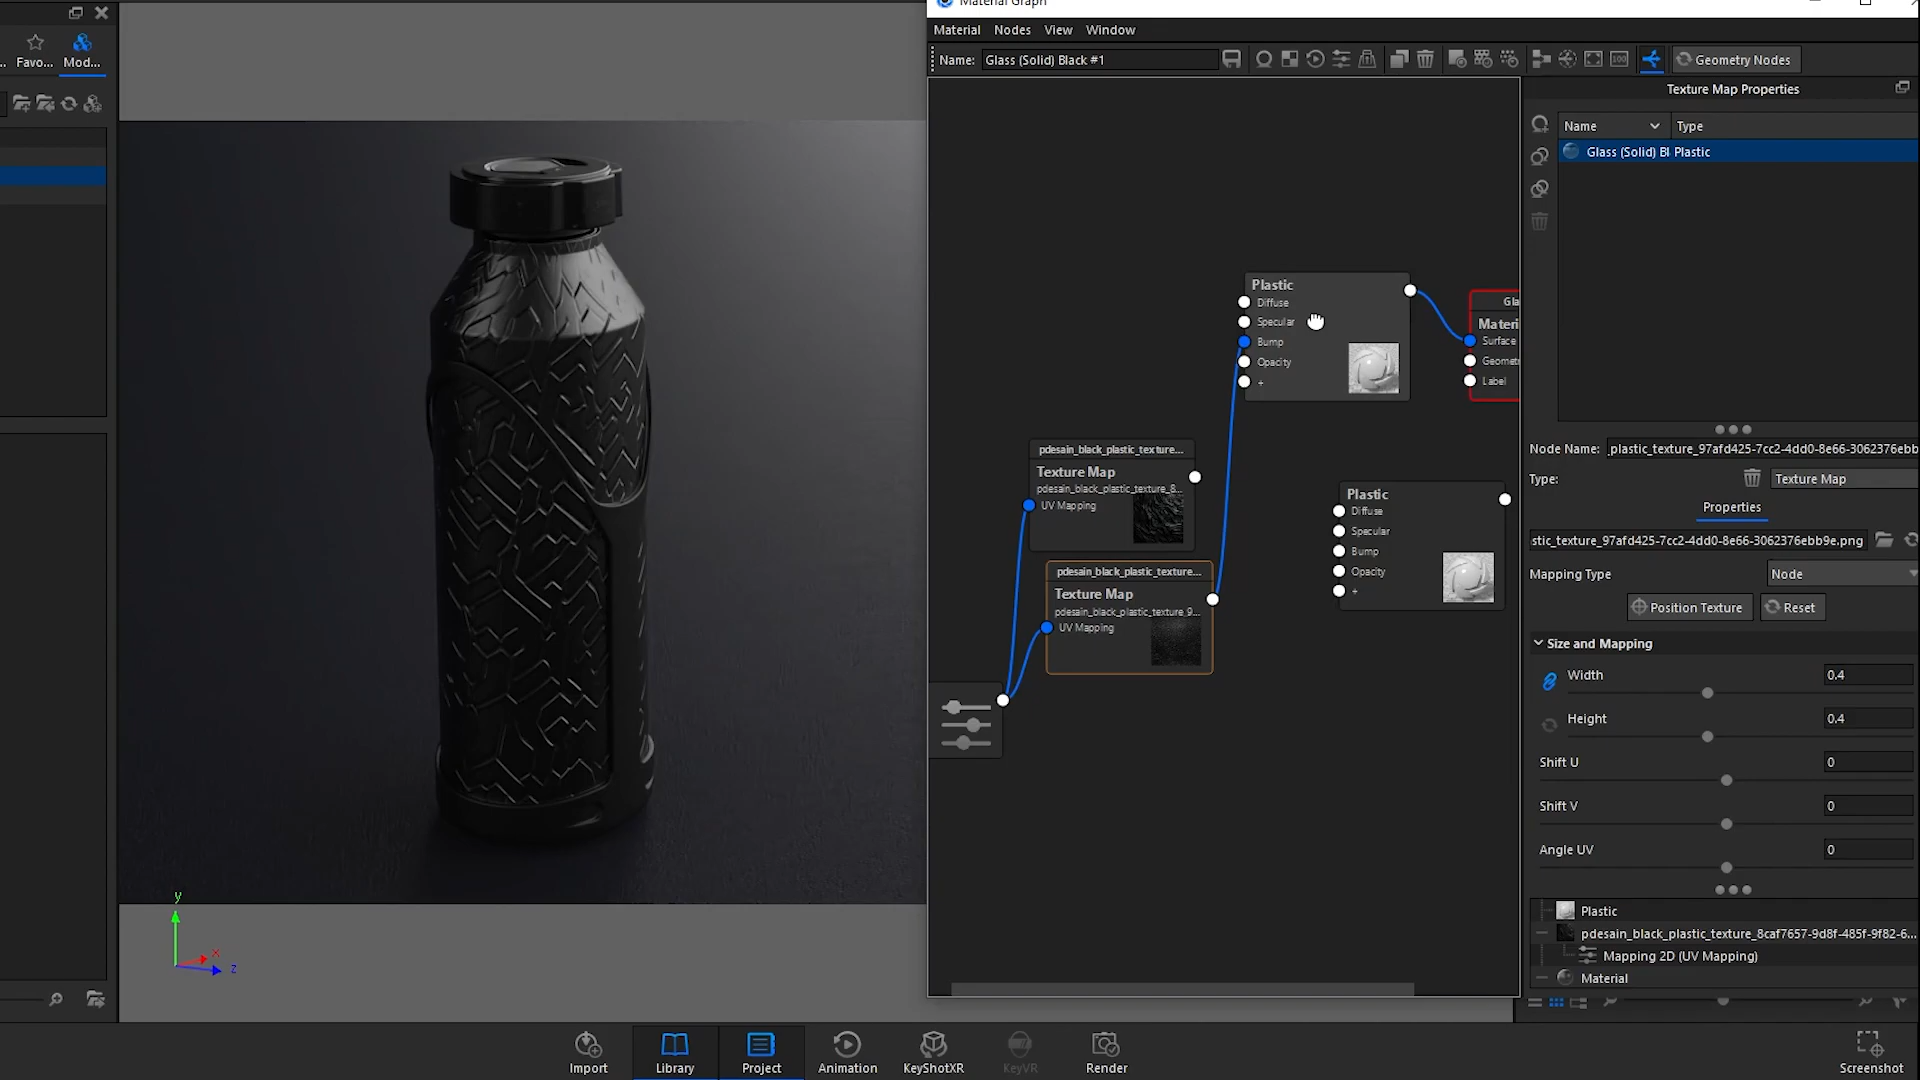 Material Graph
Favo...
Mod...
Material
Nodes
View
Window
Name:
Glass (Solid) Black #1
Geometry Nodes
Texture Map Properties
Name
Type
Glass (Solid) Bl Plastic
Plastic
Diffuse
Specular
Bump
Opacity
+
Gla
Materi
Surface
Geomet
Label
pdesain_black_plastic_texture...
Texture Map
pdesain_black_plastic_texture_8...
UV Mapping
pdesain_black_plastic_texture...
Texture Map
pdesain_black_plastic_texture_9...
UV Mapping
Plastic
Diffuse
Specular
Bump
Opacity
+
Node Name:
_plastic_texture_97afd425-7cc2-4dd0-8e66-3062376ebb
Type:
Texture Map
Properties
stic_texture_97afd425-7cc2-4dd0-8e66-3062376ebb9e.png
Mapping Type
Node
Position Texture
Reset
Size and Mapping
Width
0.4
Height
0.4
Shift U
0
Shift V
0
Angle UV
0
Plastic
pdesain_black_plastic_texture_8caf7657-9d8f-485f-9f82-6...
Mapping 2D (UV Mapping)
Material
y
x
z
Import
Library
Project
Animation
KeyShotXR
KeyVR
Render
Screenshot